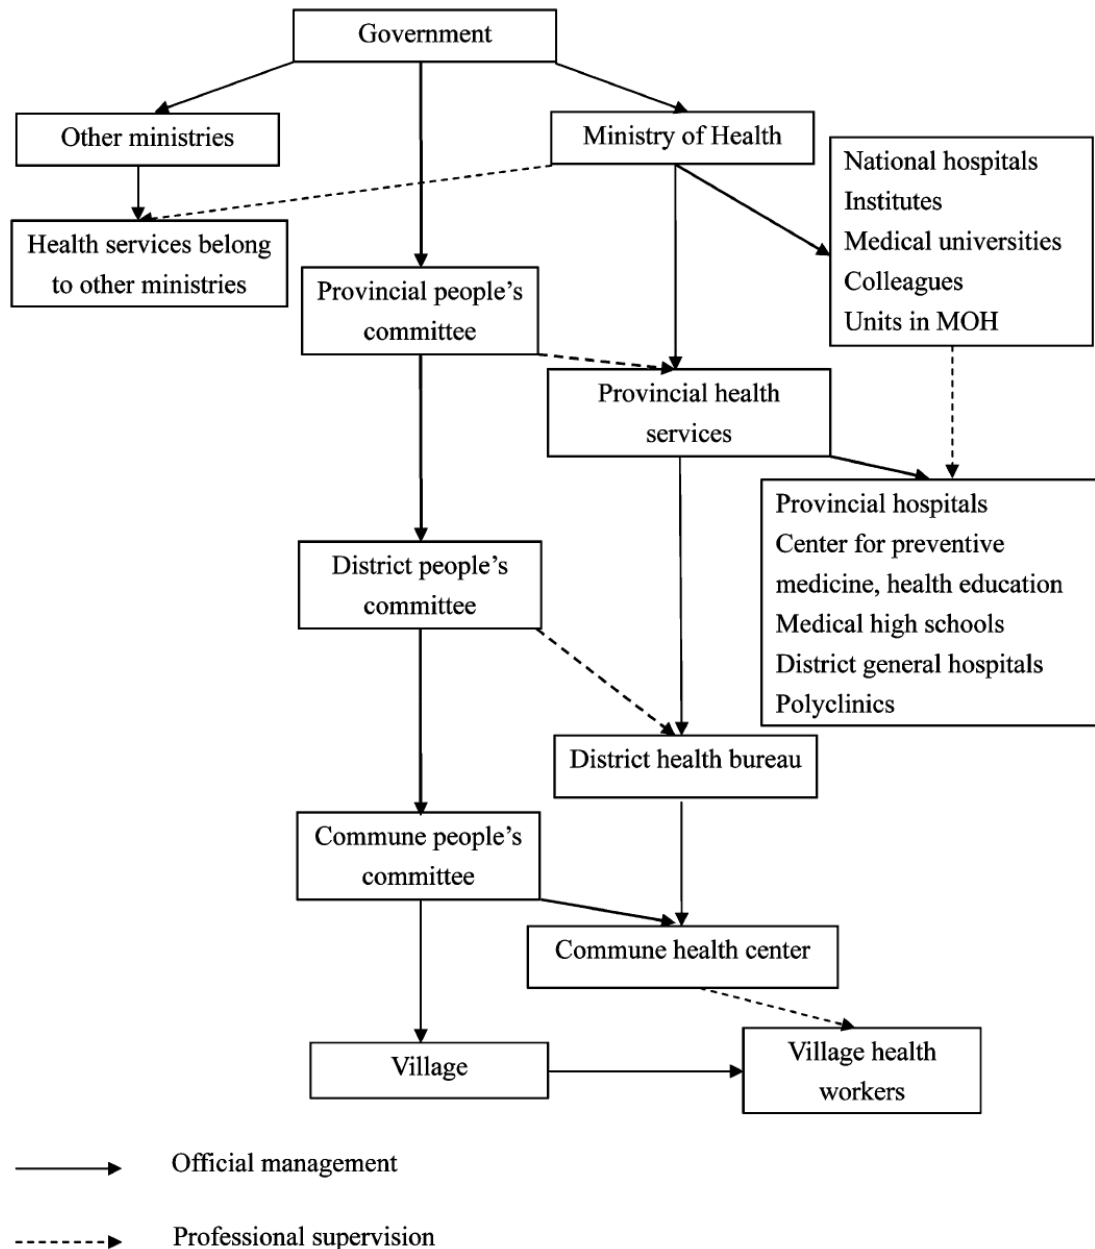 Government
Other ministries
Ministry of Health
National hospitals
Institutes
Medical universities
Colleagues
Units in MOH
Health services belong
to other ministries
Provincial people’s
committee
Provincial health
services
Provincial hospitals
Center for preventive
medicine, health education
Medical high schools
District general hospitals
Polyclinics
District people’s
committee
District health bureau
Commune people’s
committee
Commune health center
Village
Village health
workers
Official management
Professional supervision